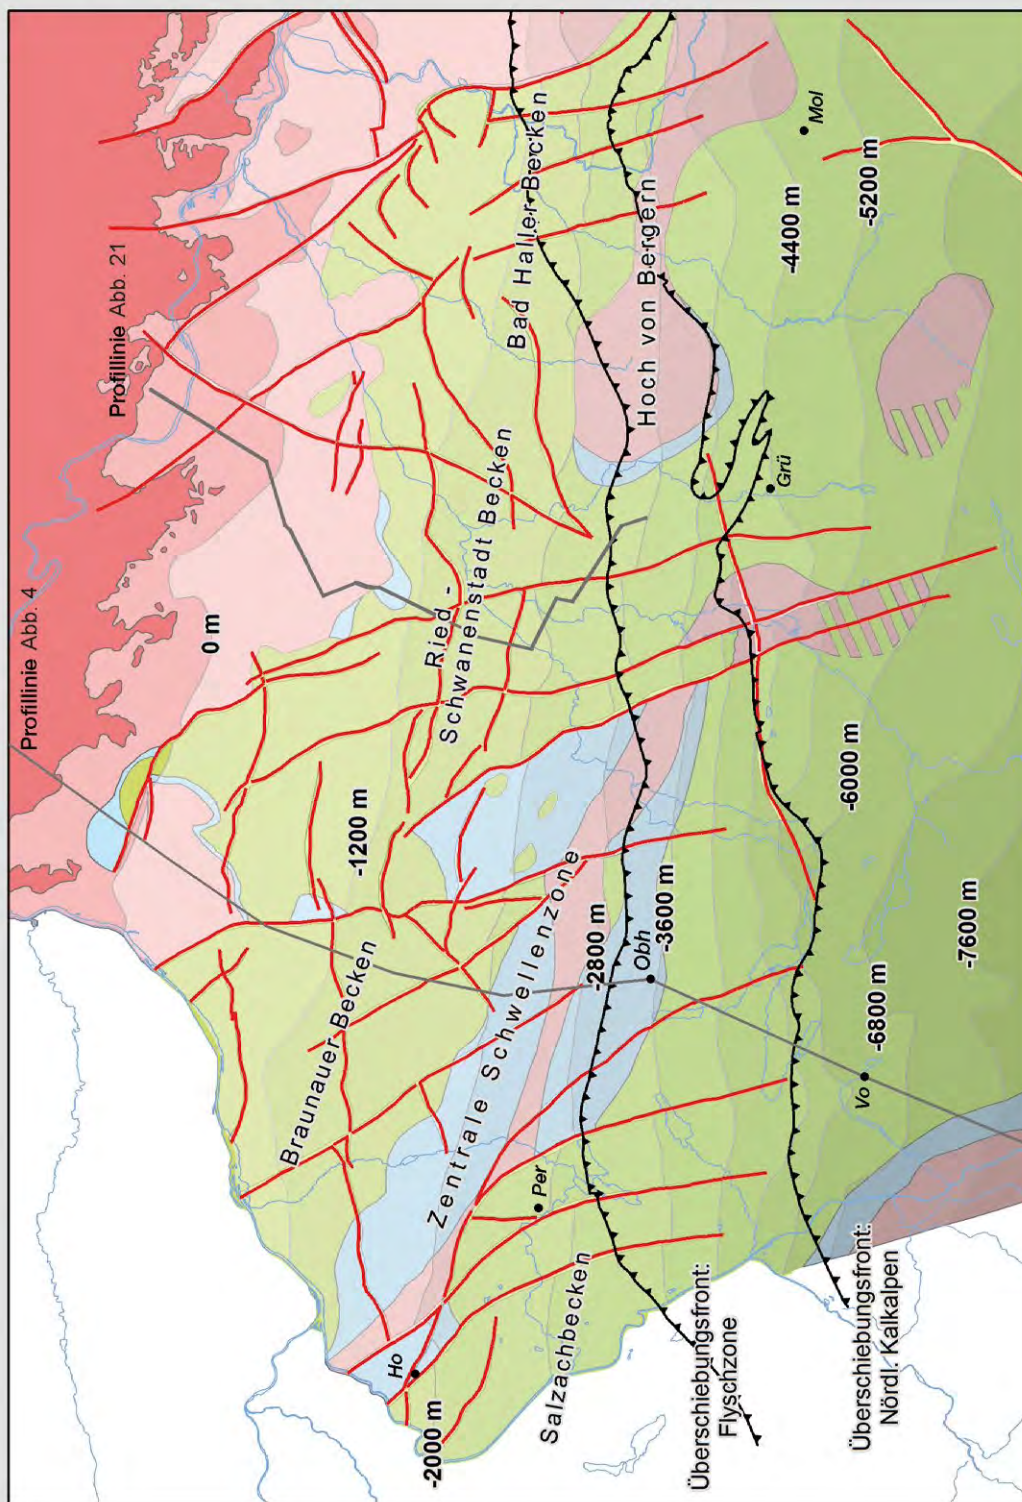 Profillinie Abb. 4
Profillinie Abb. 21
0 m
-1200 m
Braunauer Becken
Ried -
Schwanenstadt Becken
Bad Haller Becken
Hoch von Bergern
Zentrale Schwellenzone
Salzachbecken
-2000 m
-2800 m
-3600 m
-4400 m
-5200 m
-6000 m
-6800 m
-7600 m
Ho
Per
Obh
Vo
Grü
Mol
Überschiebungsfront:
Flyschzone
Überschiebungsfront:
Nördl. Kalkalpen